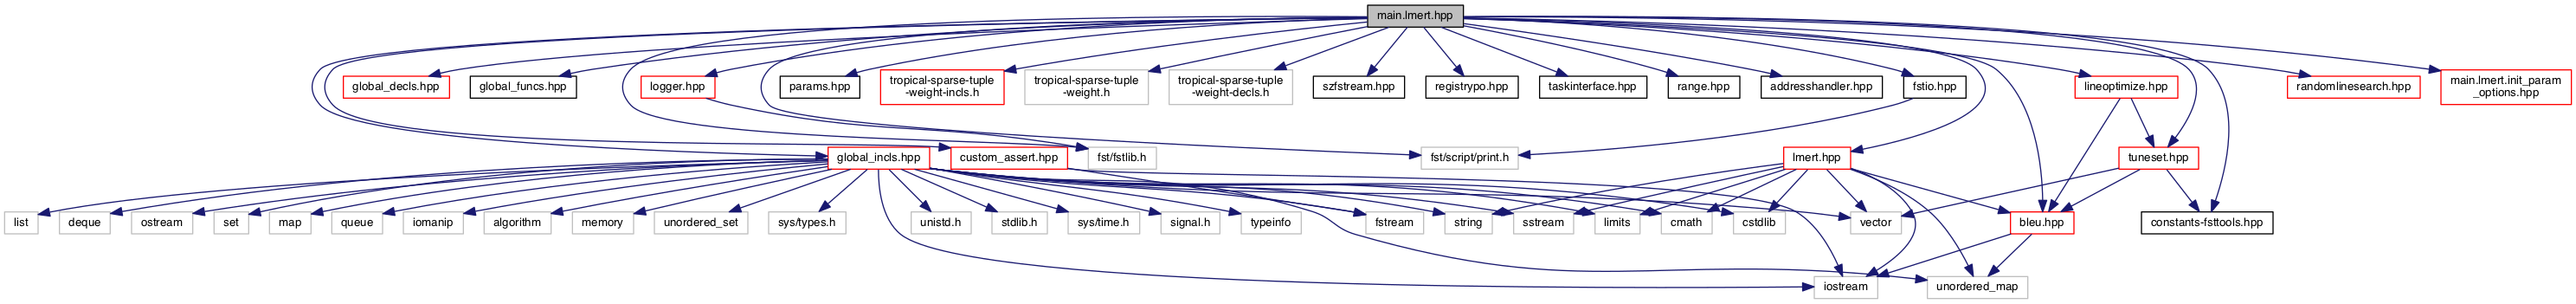 main.lmert.hpp
global_decls.hpp
global_funcs.hpp
logger.hpp
params.hpp
tropical-sparse-tuple
-weight-incls.h
tropical-sparse-tuple
-weight.h
tropical-sparse-tuple
-weight-decls.h
szfstream.hpp
registrypo.hpp
taskinterface.hpp
range.hpp
addresshandler.hpp
fstio.hpp
lineoptimize.hpp
randomlinesearch.hpp
main.lmert.init_param
_options.hpp
global_incls.hpp
custom_assert.hpp
fst/fstlib.h
fst/script/print.h
lmert.hpp
tuneset.hpp
list
deque
ostream
set
map
queue
iomanip
algorithm
memory
unordered_set
sys/types.h
unistd.h
stdlib.h
sys/time.h
signal.h
typeinfo
fstream
string
sstream
limits
cmath
cstdlib
vector
bleu.hpp
constants-fsttools.hpp
iostream
unordered_map